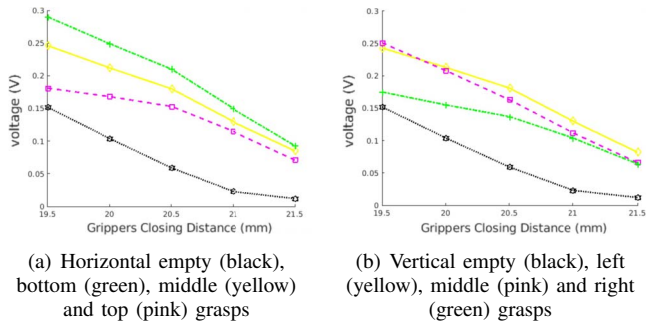 0.3
0.25
0.2
0.15
0.1
0.05
0
voltage (V)
19.5 20 20.5 21 21.5
Grippers Closing Distance (mm)
(a) Horizontal empty (black),
bottom (green), middle (yellow)
and top (pink) grasps
0.3
0.25
0.2
0.15
0.1
0.05
0
voltage (V)
19.5 20 20.5 21 21.5
Grippers Closing Distance (mm)
(b) Vertical empty (black), left
(yellow), middle (pink) and right
(green) grasps